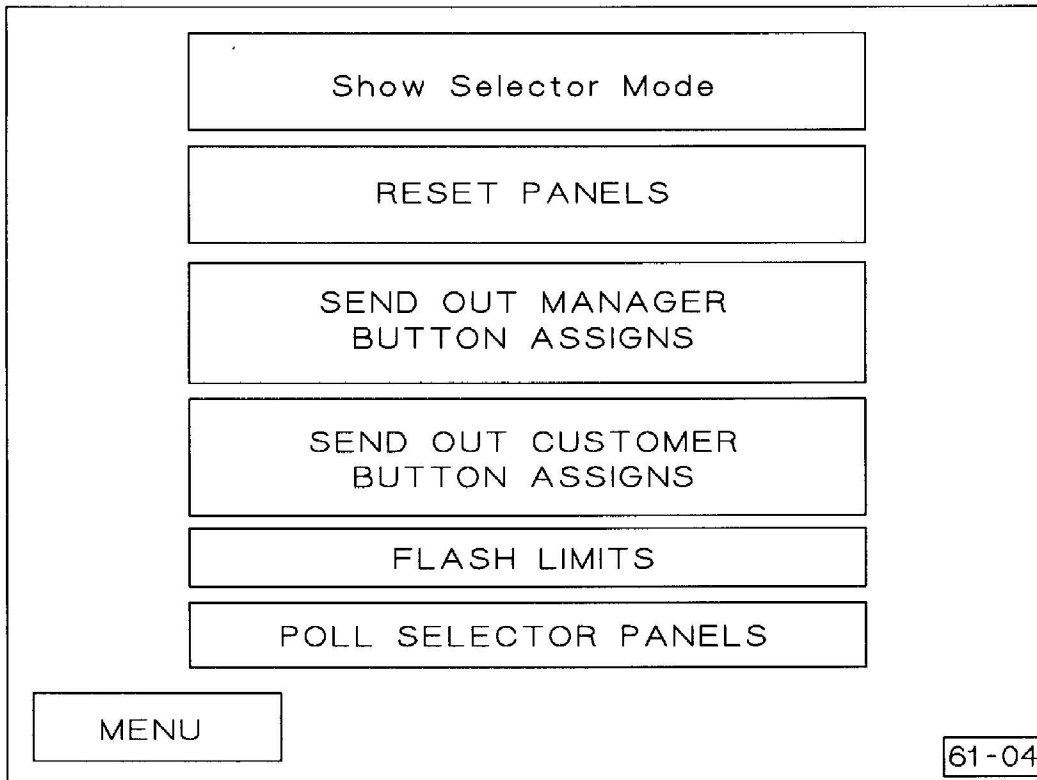 Show Selector Mode
RESET PANELS
SEND OUT MANAGER
BUTTON ASSIGNS
SEND OUT CUSTOMER
BUTTON ASSIGNS
FLASH LIMITS
POLL SELECTOR PANELS
MENU
61-04